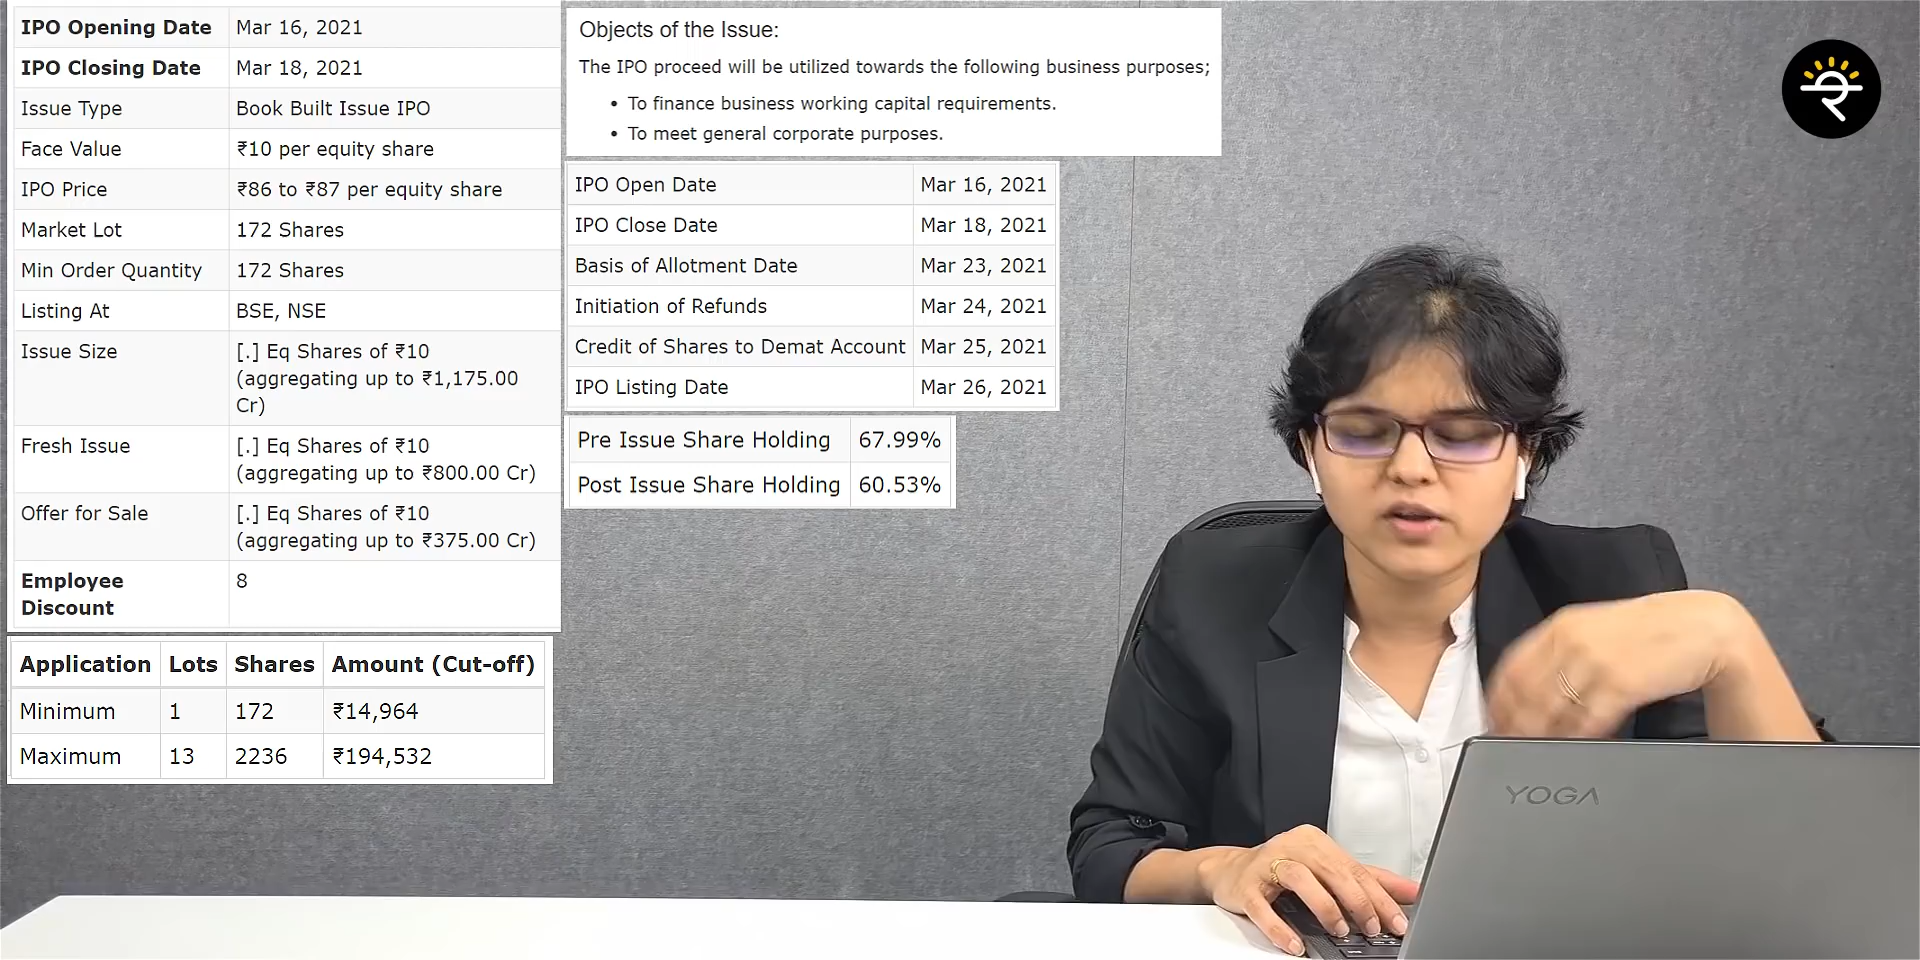 IPO Opening Date Mar 16, 2021
IPO Closing Date Mar 18, 2021
Issue Type Book Built Issue IPO
Face Value ₹10 per equity share
IPO Price ₹86 to ₹87 per equity share
Market Lot 172 Shares
Min Order Quantity 172 Shares
Listing At BSE, NSE
Issue Size [.] Eq Shares of ₹10
(aggregating up to ₹1,175.00
Cr)
Fresh Issue [.] Eq Shares of ₹10
(aggregating up to ₹800.00 Cr)
Offer for Sale [.] Eq Shares of ₹10
(aggregating up to ₹375.00 Cr)
Employee 8
Discount
Application Lots Shares Amount (Cut-off)
Minimum 1 172 ₹14,964
Maximum 13 2236 ₹194,532
Objects of the Issue:
The IPO proceed will be utilized towards the following business purposes;
• To finance business working capital requirements.
• To meet general corporate purposes.
IPO Open Date Mar 16, 2021
IPO Close Date Mar 18, 2021
Basis of Allotment Date Mar 23, 2021
Initiation of Refunds Mar 24, 2021
Credit of Shares to Demat Account Mar 25, 2021
IPO Listing Date Mar 26, 2021
Pre Issue Share Holding 67.99%
Post Issue Share Holding 60.53%
YOGA